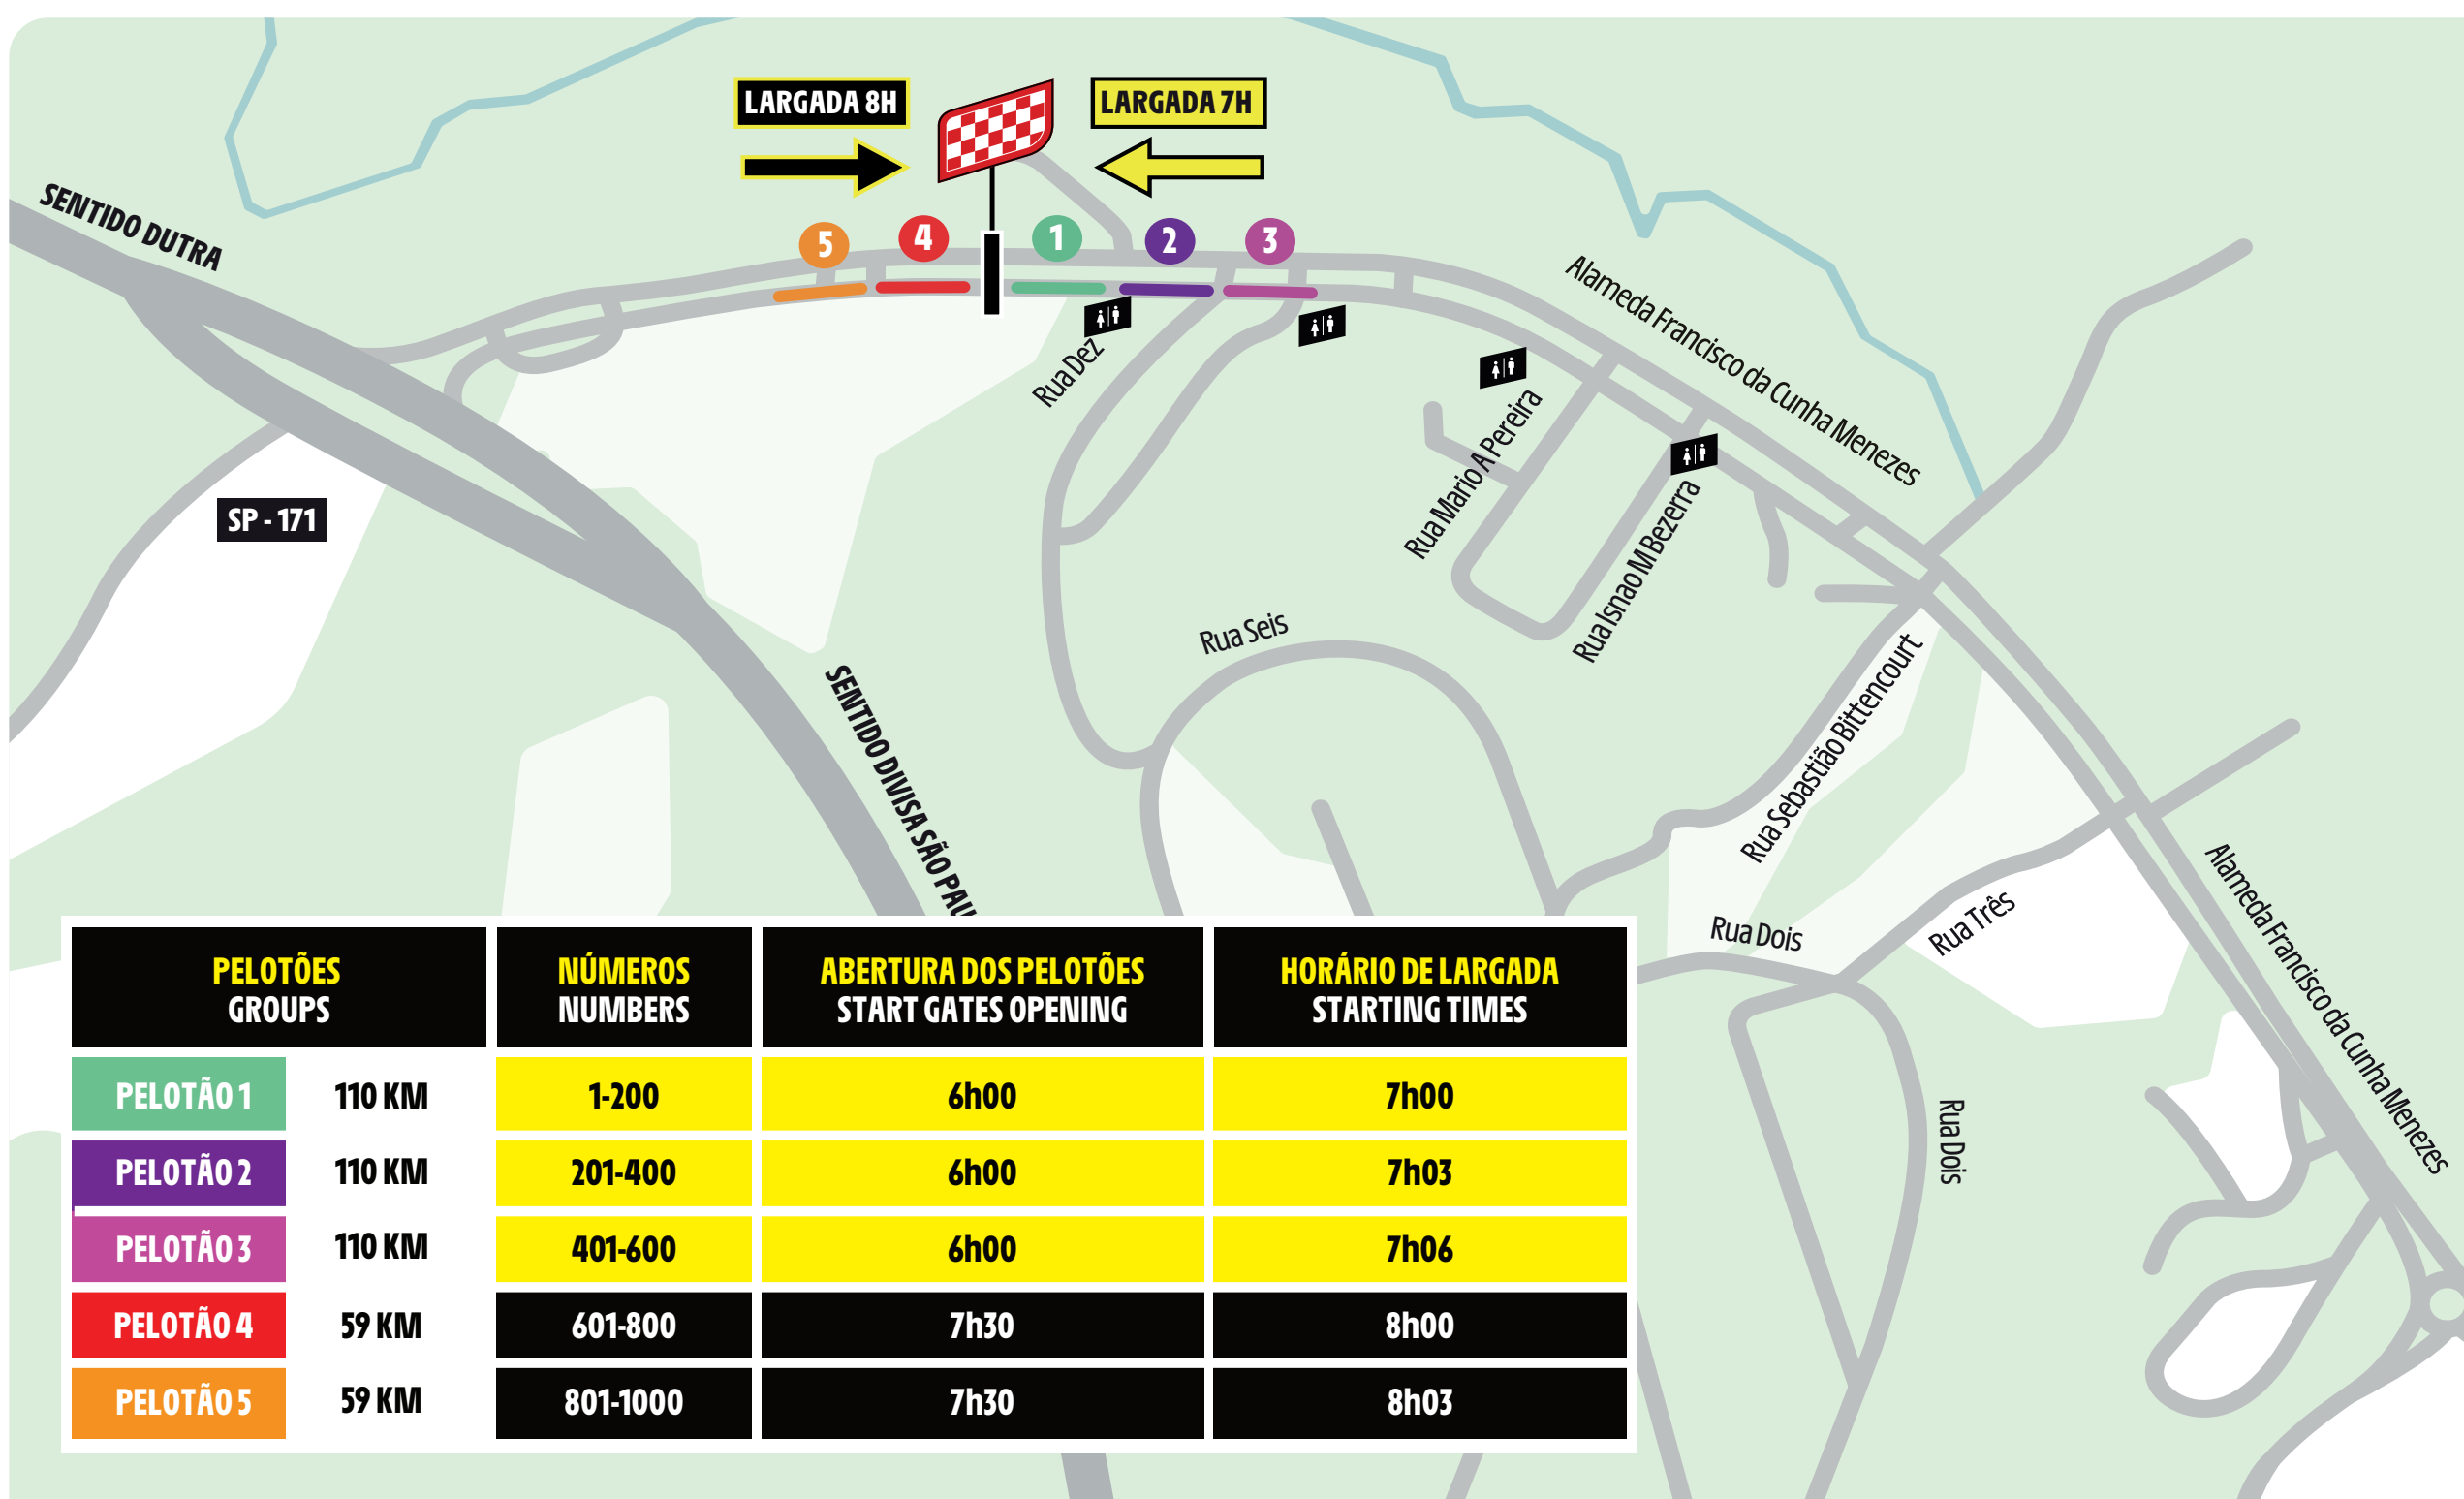 LARGADA 8H
LARGADA 7H
SENTIDO DUTRA
5
4
1
2
3
Alameda Francisco da Cunha Menezes
Rua Dez
Rua Mario A Pereira
SP - 171
Rua Isnao M Bezerra
Rua Seis
Rua Sebastião Bittencourt
SENTIDO DIVISA SÃO PAU
Alameda Francisco da Cunha Menezes
Rua Três
Rua Dois
Rua Dois
PELOTÕES
GROUPS
NÚMEROS
NUMBERS
ABERTURA DOS PELOTÕES
START GATES OPENING
HORÁRIO DE LARGADA
STARTING TIMES
PELOTÃO 1 110 KM 1-200 6h00 7h00
PELOTÃO 2 110 KM 201-400 6h00 7h03
PELOTÃO 3 110 KM 401-600 6h00 7h06
PELOTÃO 4 59 KM 601-800 7h30 8h00
PELOTÃO 5 59 KM 801-1000 7h30 8h03